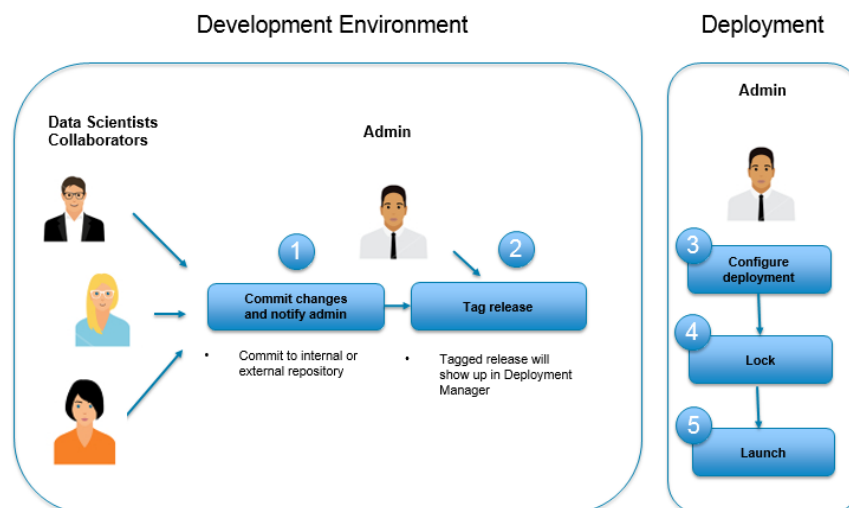 Development Environment
Deployment
Data Scientists
Collaborators
Admin
1
2
Commit changes
and notify admin
Tag release
• Commit to internal or
external repository
• Tagged release will
show up in Deployment
Manager
Admin
3
Configure
deployment
4
Lock
5
Launch